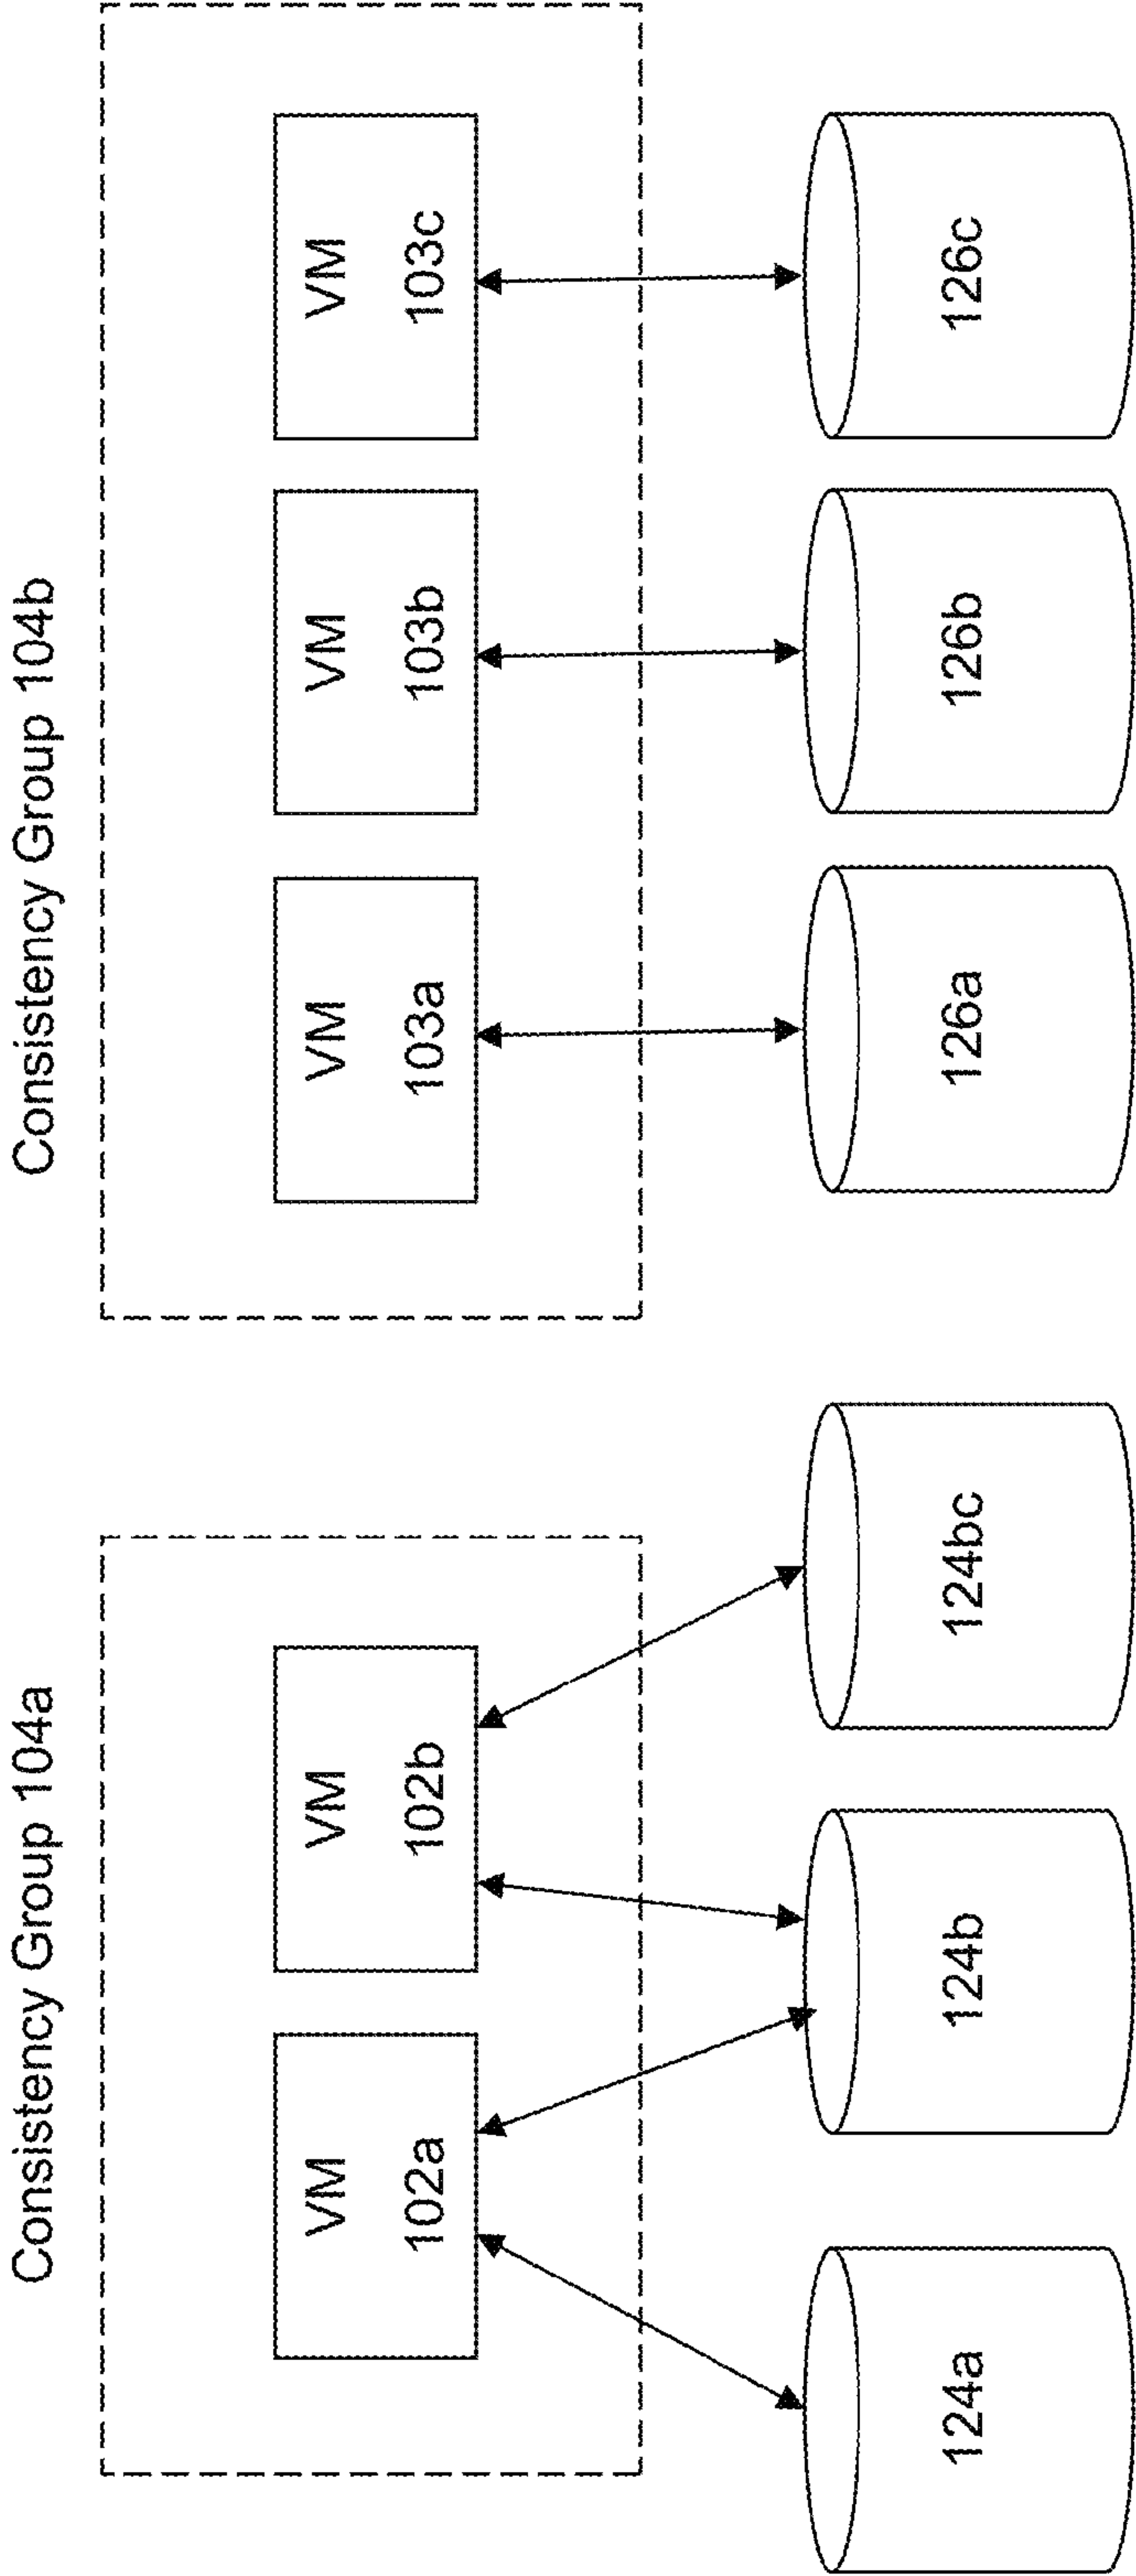 Consistency Group 104a
VM
102a
VM
102b
124a
124b
124bc
Consistency Group 104b
VM
103a
VM
103b
VM
103c
126a
126b
126c